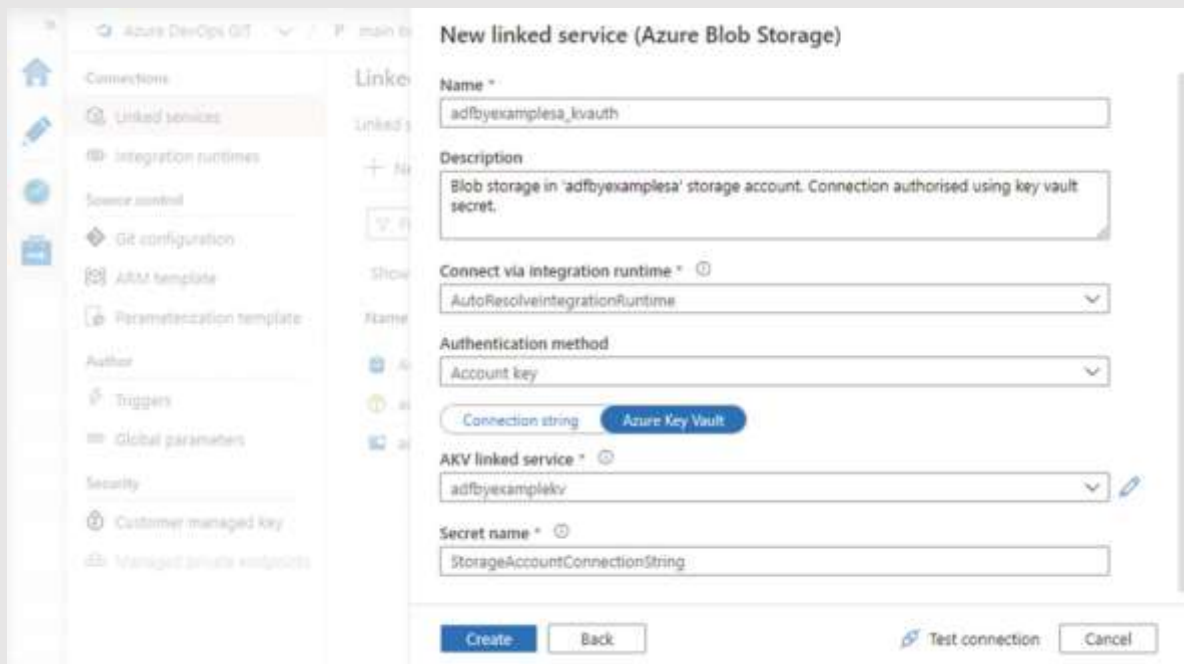 Azure DevOps GIT
main
Connections
Linked services
Integration runtimes
Source control
Git configuration
ARM template
Parameterization template
Author
Triggers
Global parameters
Security
Customer managed key
Managed private endpoints
Linke
Linked s
+ Ne
Show
Name
New linked service (Azure Blob Storage)
Name *
adfbyexamplesa_kvauth
Description
Blob storage in 'adfbyexamplesa' storage account. Connection authorised using key vault
secret.
Connect via integration runtime *
AutoResolveIntegrationRuntime
Authentication method
Account key
Connection string Azure Key Vault
AKV linked service *
adfbyexamplekv
Secret name *
StorageAccountConnectionString
Create Back Test connection Cancel